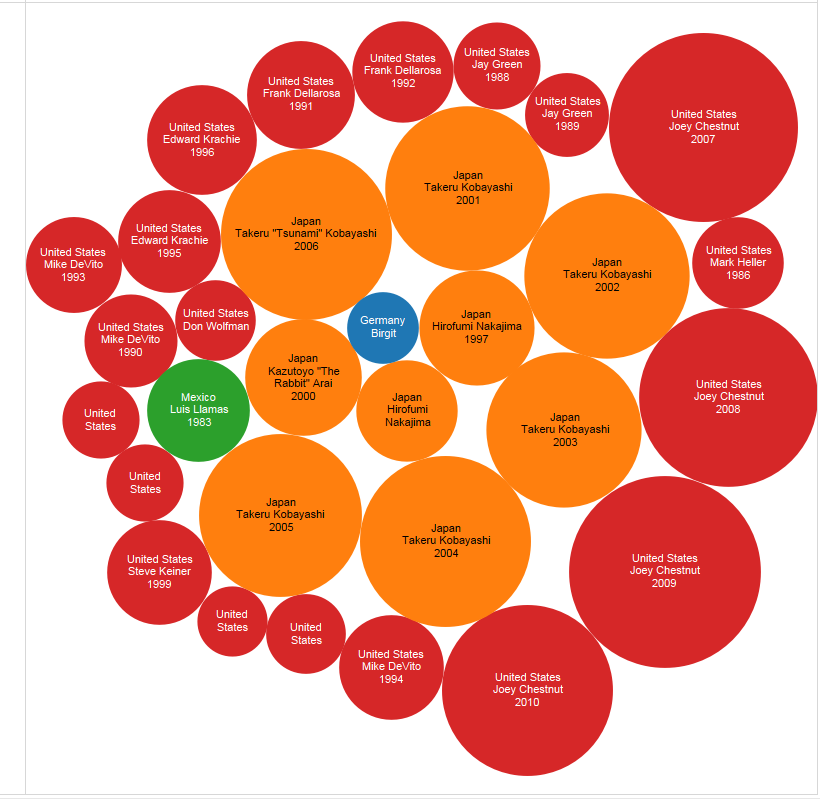 United States
Jay Green
1988
United States
Frank Dellarosa
1992
United States
Frank Dellarosa
1991
United States
Jay Green
1989
United States
Joey Chestnut
2007
United States
Edward Krachie
1996
Japan
Takeru Kobayashi
2001
Japan
Takeru "Tsunami" Kobayashi
2006
United States
Edward Krachie
1995
United States
Mike DeVito
1993
United States
Mark Heller
1986
Japan
Takeru Kobayashi
2002
United States
Don Wolfman
Germany
Birgit
Japan
Hirofumi Nakajima
1997
United States
Mike DeVito
1990
Japan
Kazutoyo "The
Rabbit" Arai
2000
Mexico
Luis Llamas
1983
Japan
Hirofumi
Nakajima
United States
Joey Chestnut
2008
United
States
Japan
Takeru Kobayashi
2003
United
States
Japan
Takeru Kobayashi
2005
Japan
Takeru Kobayashi
2004
United States
Steve Keiner
1999
United States
Joey Chestnut
2009
United
States
United
States
United States
Mike DeVito
1994
United States
Joey Chestnut
2010